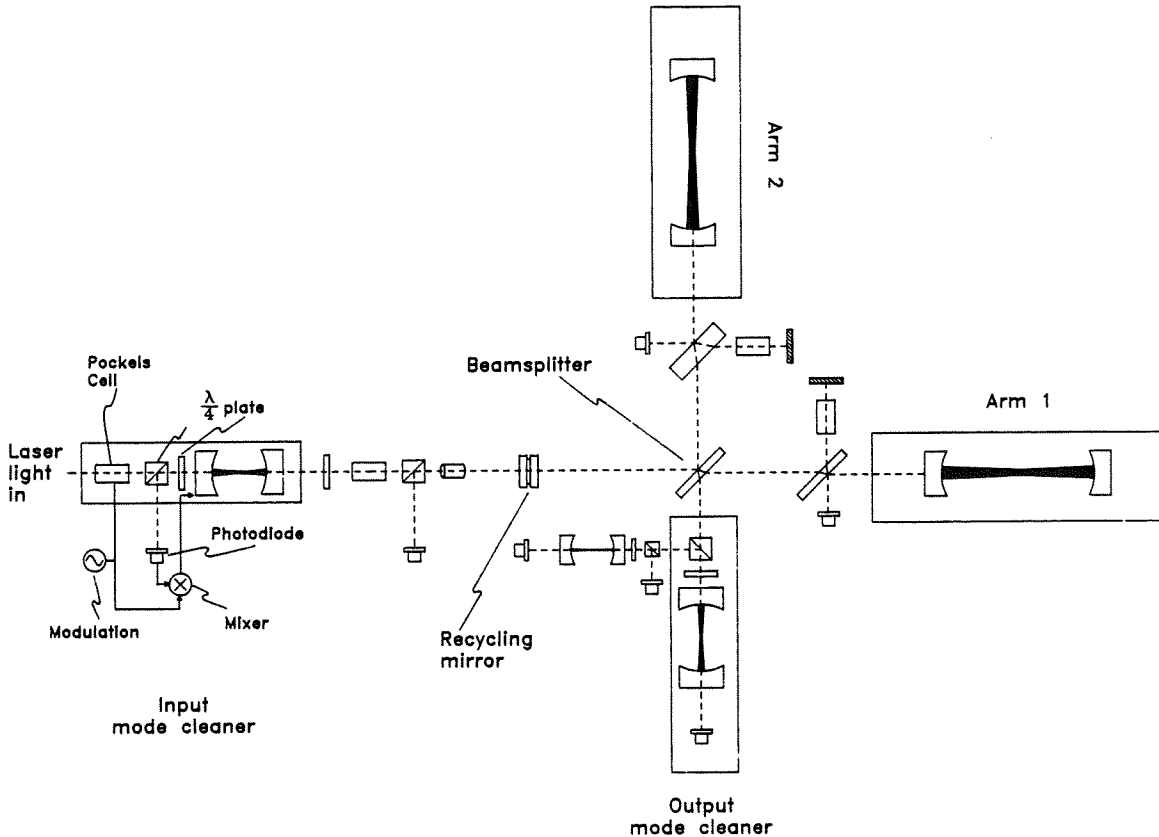 Arm 2
Pockels
Cell
λ/4 plate
Beamsplitter
Arm 1
Laser
light
in
Photodiode
Modulation
Mixer
Recycling
mirror
Input
mode cleaner
Output
mode cleaner